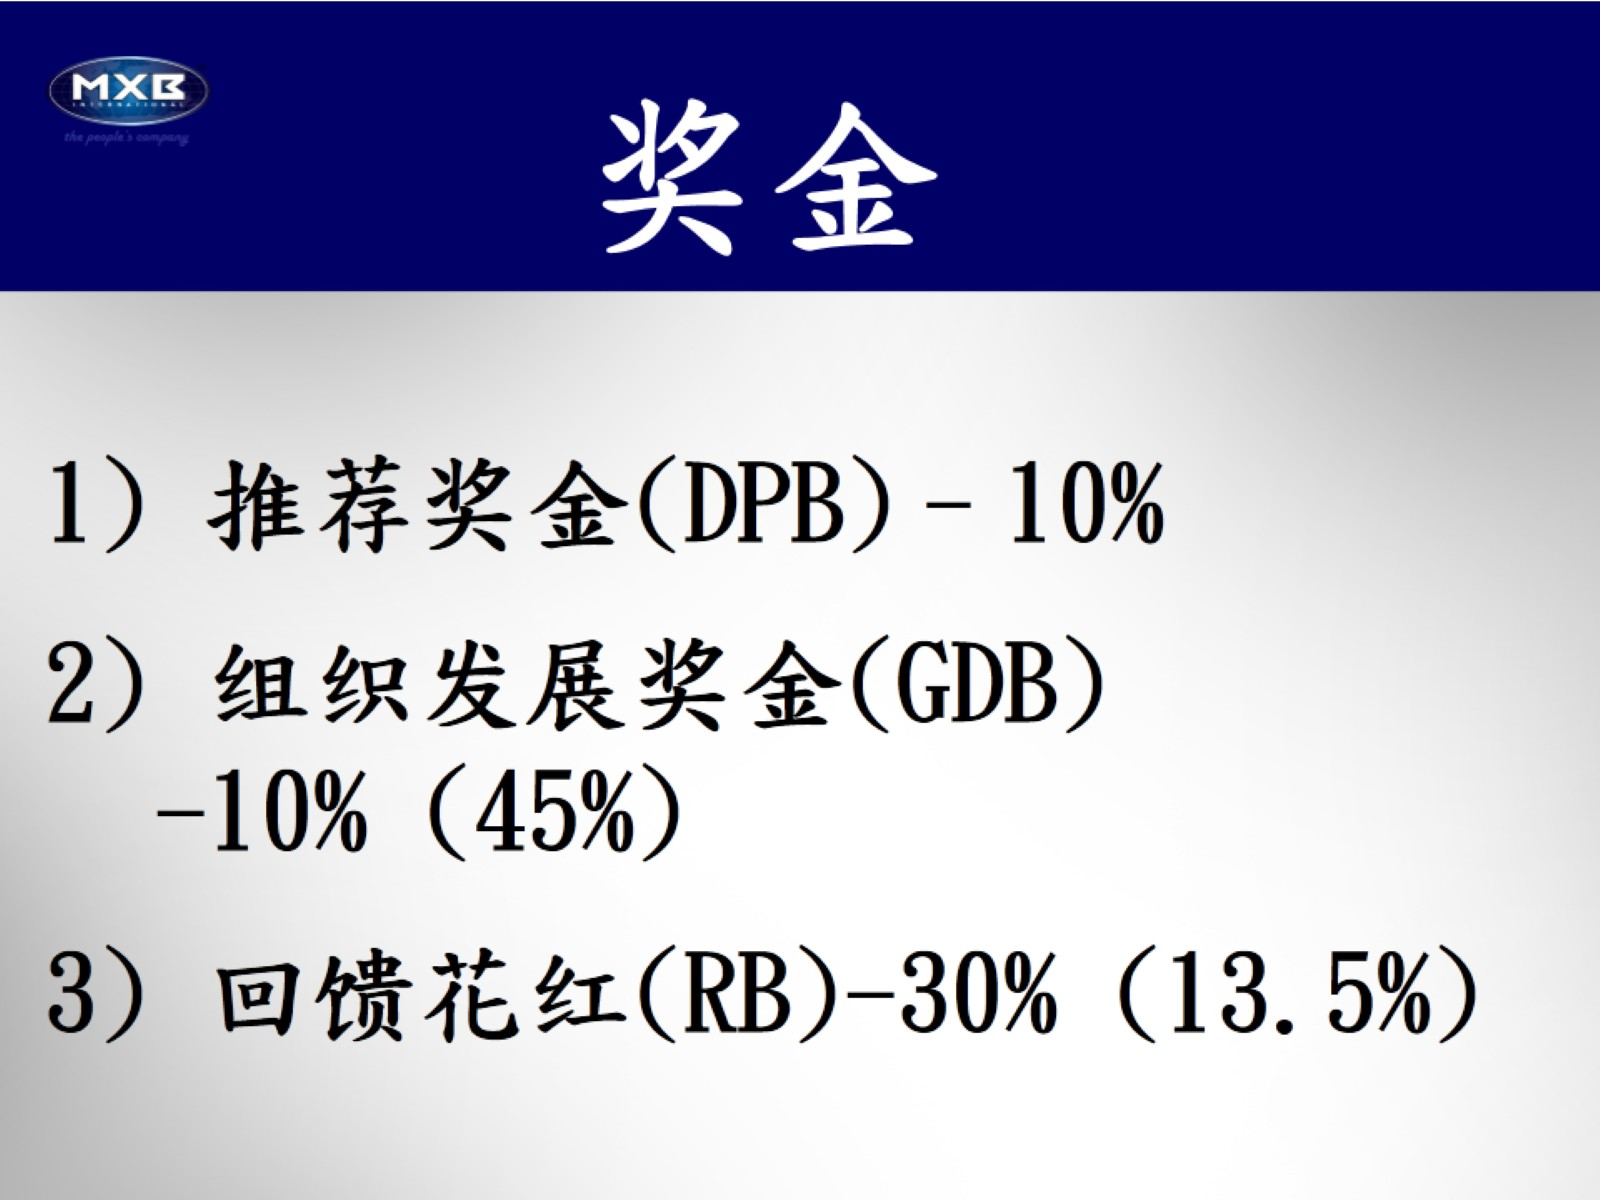 MXB
INTERNATIONAL
the people's company
奖金
1) 推荐奖金(DPB)- 10%
2) 组织发展奖金(GDB)
-10% (45%)
3) 回馈花红(RB)-30% (13.5%)